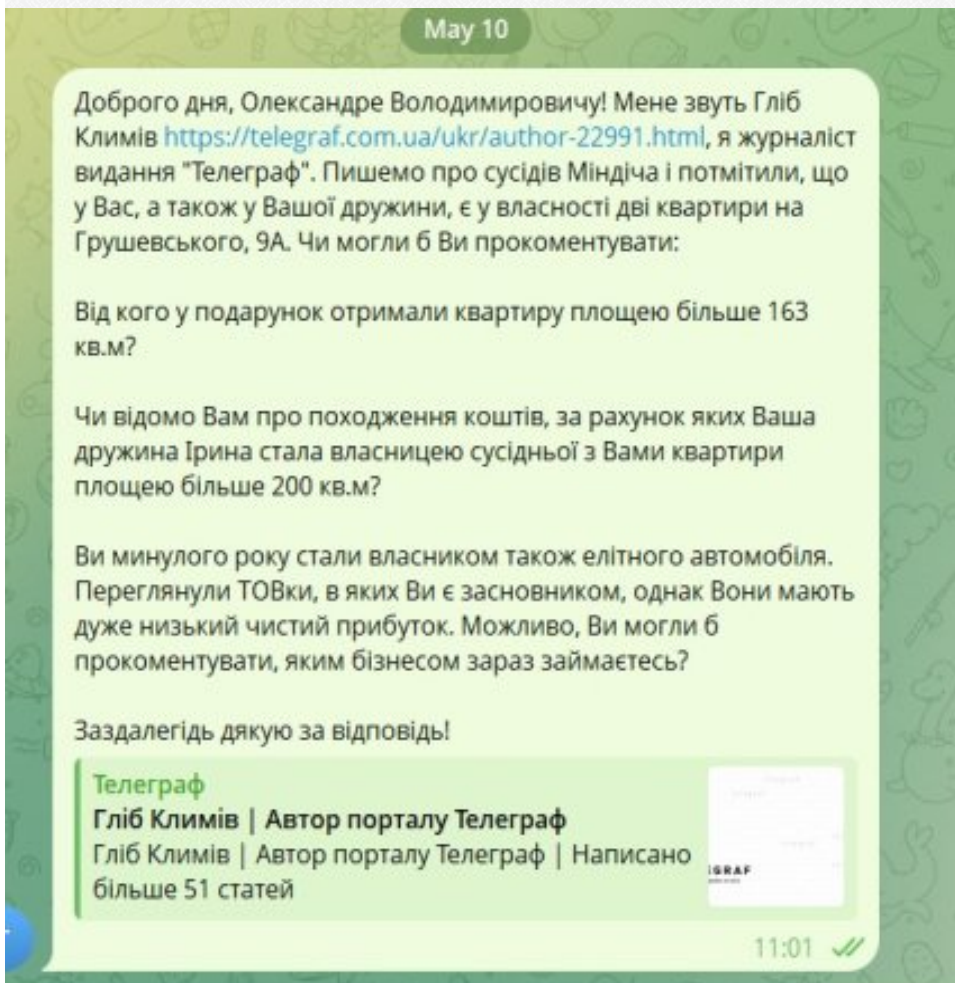 May 10
Доброго дня, Олександре Володимировичу! Мене звуть Гліб
Климів https://telegraf.com.ua/ukr/author-22991.html, я журналіст
видання "Телеграф". Пишемо про сусідів Міндіча і потмітили, що
у Вас, а також у Вашої дружини, є у власності дві квартири на
Грушевського, 9А. Чи могли б Ви прокоментувати:
Від кого у подарунок отримали квартиру площею більше 163
кв.м?
Чи відомо Вам про походження коштів, за рахунок яких Ваша
дружина Ірина стала власницею сусідньої з Вами квартири
площею більше 200 кв.м?
Ви минулого року стали власником також елітного автомобіля.
Переглянули ТОВки, в яких Ви є засновником, однак Вони мають
дуже низький чистий прибуток. Можливо, Ви могли б
прокоментувати, яким бізнесом зараз займаєтесь?
Заздалегідь дякую за відповідь!
Телеграф
Гліб Климів | Автор порталу Телеграф
Гліб Климів | Автор порталу Телеграф | Написано
більше 51 статей
EGRAF
11:01